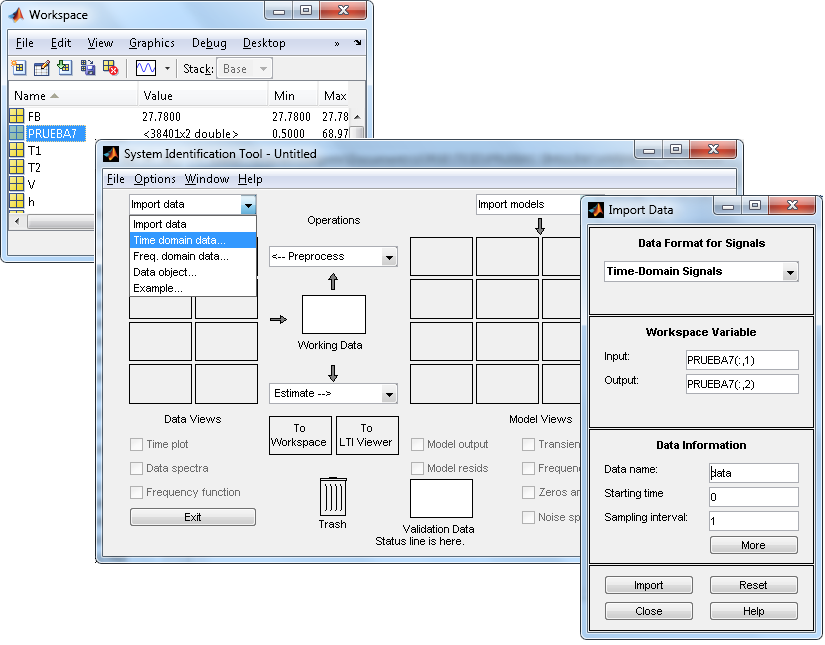 Workspace
File Edit View Graphics Debug Desktop »
Stack: Base
Name Value Min Max
FB 27.7800 27.7800 27.78
PRUEBA7 <38401x2 double> 0.5000 68.97
T1
T2
V
h
System Identification Tool - Untitled
File Options Window Help
Import data
Import data
Time domain data...
Freq. domain data...
Data object...
Example...
Operations
<-- Preprocess
Working Data
Estimate -->
Import models
Data Views
Time plot
Data spectra
Frequency function
Exit
To
Workspace
To
LTI Viewer
Trash
Model Views
Model output
Model resids
Transien
Frequen
Zeros an
Noise sp
Validation Data
Status line is here.
Import Data
Data Format for Signals
Time-Domain Signals
Workspace Variable
Input: PRUEBA7(:,1)
Output: PRUEBA7(:,2)
Data Information
Data name: data
Starting time 0
Sampling interval: 1
More
Import Reset
Close Help